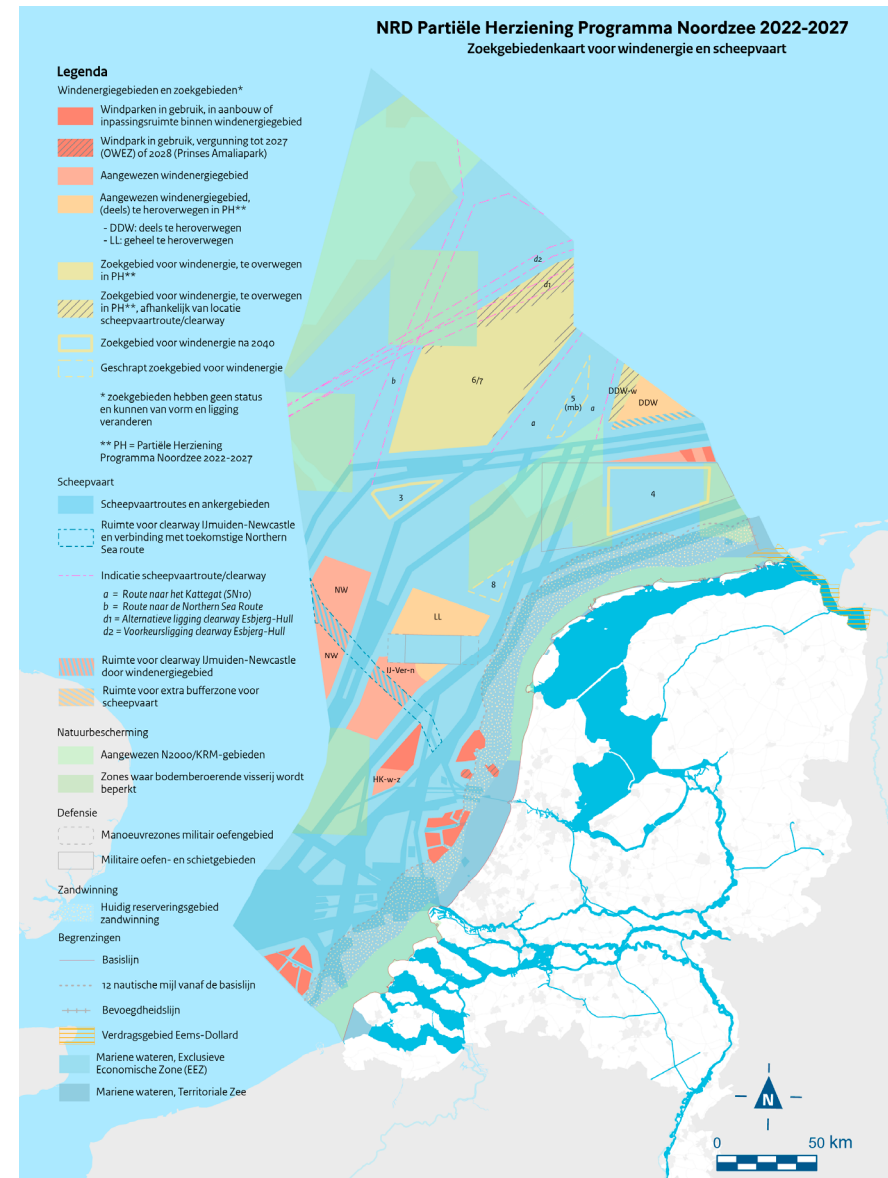 NRD Partiële Herziening Programma Noordzee 2022-2027
Zoekgebiedenkaart voor windenergie en scheepvaart
Legenda
Windenergiegebieden en zoekgebieden*
Windparken in gebruik, in aanbouw of
inpassingsruimte binnen windenergiegebied
Windpark in gebruik, vergunning tot 2027
(OWEZ) of 2028 (Prinses Amaliapark)
Aangewezen windenergiegebied
Aangewezen windenergiegebied,
(deels) te heroverwegen in PH**
- DDW: deels te heroverwegen
- LL: geheel te heroverwegen
Zoekgebied voor windenergie, te overwegen
in PH**
Zoekgebied voor windenergie, te overwegen
in PH**, afhankelijk van locatie
scheepvaartroute/clearway
Zoekgebied voor windenergie na 2040
Geschrapt zoekgebied voor windenergie
* zoekgebieden hebben geen status
en kunnen van vorm en ligging
veranderen
** PH = Partiële Herziening
Programma Noordzee 2022-2027
Scheepvaart
Scheepvaartroutes en ankergebieden
Ruimte voor clearway IJmuiden-Newcastle
en verbinding met toekomstige Northern
Sea route
Indicatie scheepvaartroute/clearway
a = Route naar het Kattegat (SN10)
b = Route naar de Northern Sea Route
d1 = Alternatieve ligging clearway Esbjerg-Hull
d2 = Voorkeursligging clearway Esbjerg-Hull
Ruimte voor clearway IJmuiden-Newcastle
door windenergiegebied
Ruimte voor extra bufferzone voor
scheepvaart
Natuurbescherming
Aangewezen N2000/KRM-gebieden
Zones waar bodemberoerende visserij wordt
beperkt
Defensie
Manoeuvrezones militair oefengebied
Militaire oefen- en schietgebieden
Zandwinning
Huidig reserveringsgebied
zandwinning
Begrenzingen
Basislijn
12 nautische mijl vanaf de basislijn
Bevoegdheidslijn
Verdragsgebied Eems-Dollard
Mariene wateren, Exclusieve
Economische Zone (EEZ)
Mariene wateren, Territoriale Zee
d2
d1
b
6/7
5
(mb)
a
a
DDW-w
DDW
3
4
8
NW
LL
NW
IJ-Ver-n
HK-w-z
N
0 50 km